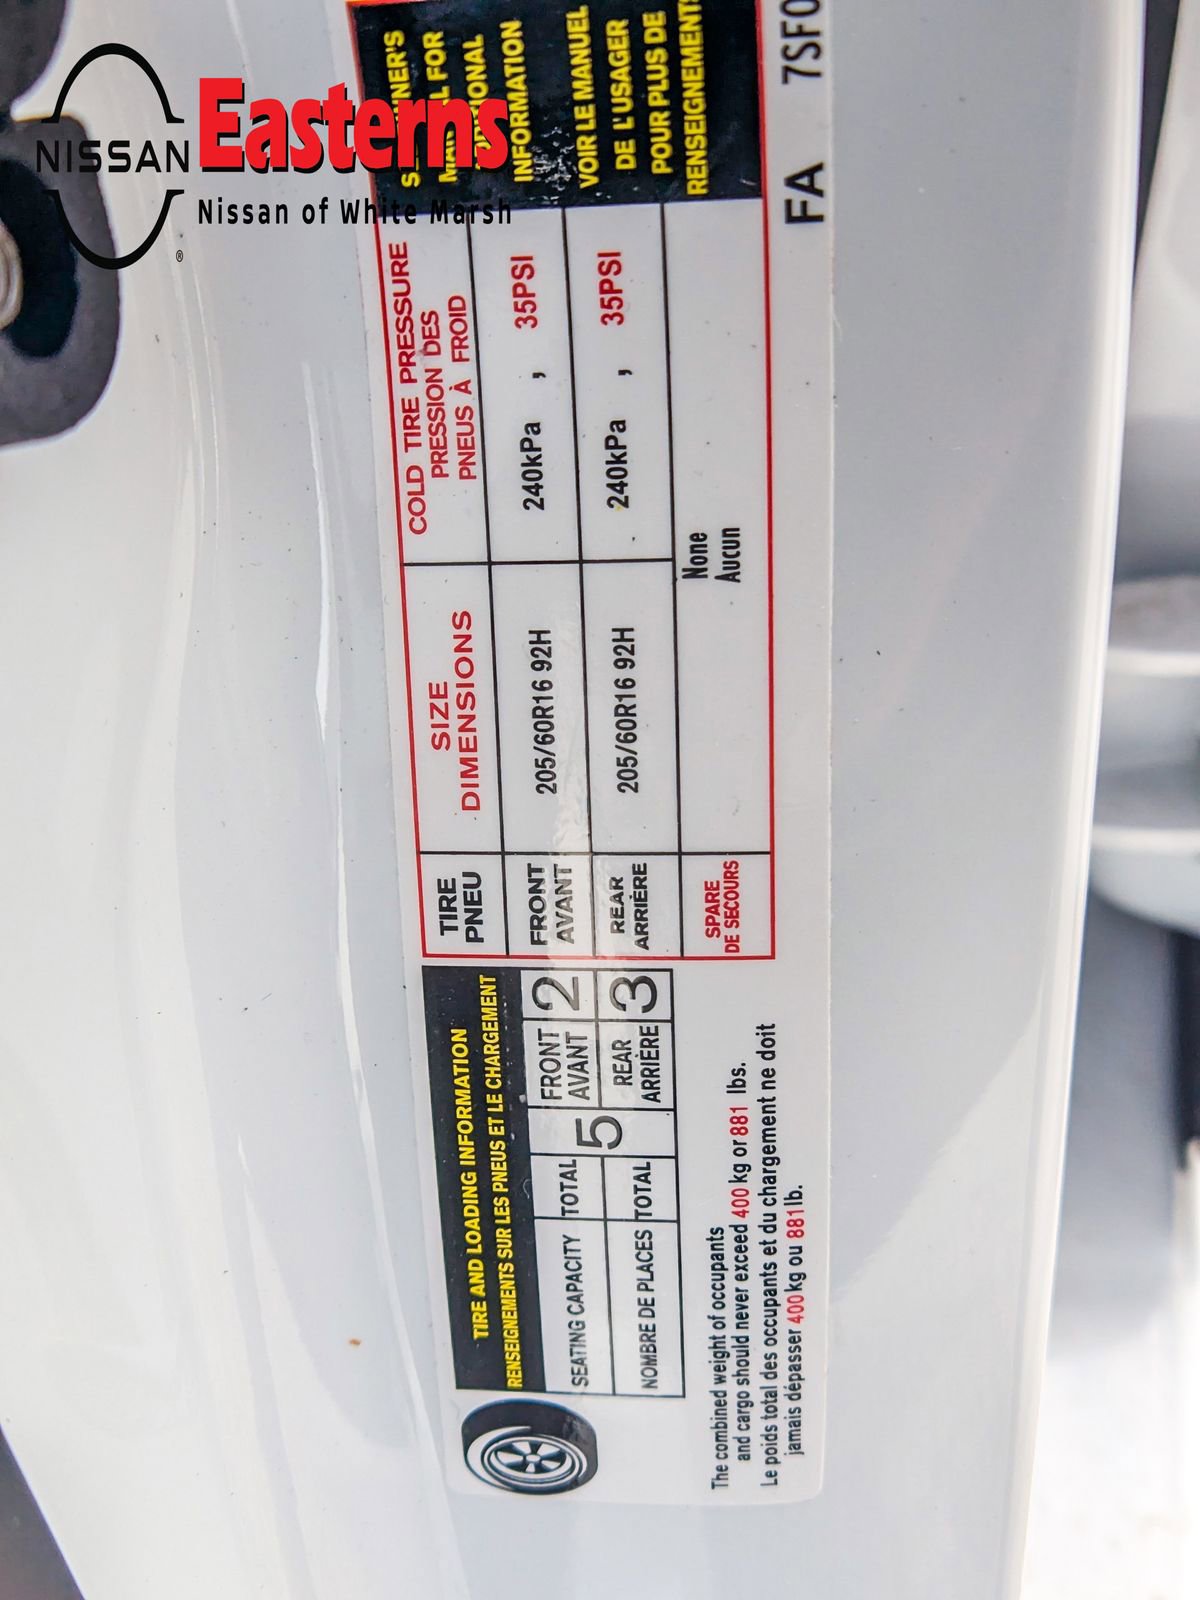 NISSAN
Easterns
Nissan of White Marsh
®
TIRE AND LOADING INFORMATION
RENSEIGNEMENTS SUR LES PNEUS ET LE CHARGEMENT
SEATING CAPACITY
NOMBRE DE PLACES
TOTAL
TOTAL
5
FRONT
AVANT
2
REAR
ARRIÈRE
3
The combined weight of occupants
and cargo should never exceed 400 kg or 881 lbs.
Le poids total des occupants et du chargement ne doit
jamais dépasser 400 kg ou 881 lb.
TIRE
PNEU
SIZE
DIMENSIONS
COLD TIRE PRESSURE
PRESSION DES
PNEUS À FROID
FRONT
AVANT
205/60R16 92H
240kPa , 35PSI
REAR
ARRIÈRE
205/60R16 92H
240kPa , 35PSI
SPARE
DE SECOURS
None
Aucun
FOR
INFORMATION
VOIR LE MANUEL
DE L'USAGER
POUR PLUS DE
RENSEIGNEMENTS
FA 7SF0